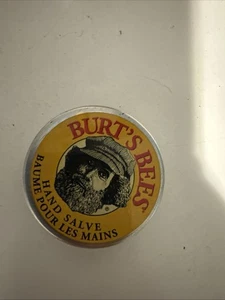 BURT'S BEES
HAND SALVE
BAUME POUR LES MAINS